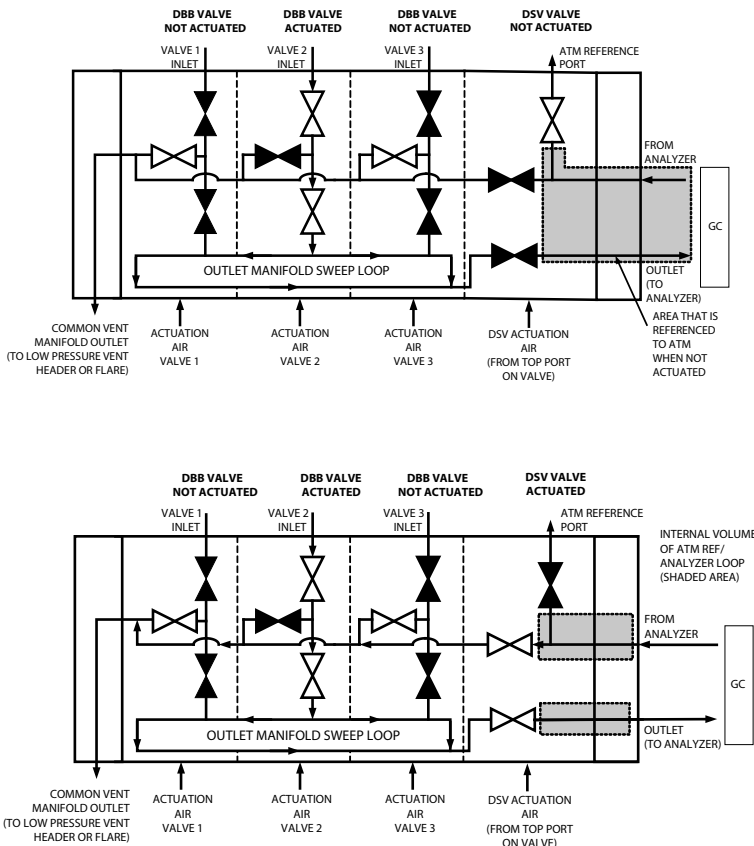 DBB VALVE
NOT ACTUATED
DBB VALVE
ACTUATED
DBB VALVE
NOT ACTUATED
DSV VALVE
NOT ACTUATED
VALVE 1
INLET
VALVE 2
INLET
VALVE 3
INLET
ATM REFERENCE
PORT
FROM
ANALYZER
GC
OUTLET MANIFOLD SWEEP LOOP
OUTLET
(TO
ANALYZER)
AREA THAT IS
REFERENCED
TO ATM
WHEN NOT
ACTUATED
COMMON VENT
MANIFOLD OUTLET
(TO LOW PRESSURE VENT
HEADER OR FLARE)
ACTUATION
AIR
VALVE 1
ACTUATION
AIR
VALVE 2
ACTUATION
AIR
VALVE 3
DSV ACTUATION
AIR
(FROM TOP PORT
ON VALVE)
DBB VALVE
NOT ACTUATED
DBB VALVE
ACTUATED
DBB VALVE
NOT ACTUATED
DSV VALVE
ACTUATED
VALVE 1
INLET
VALVE 2
INLET
VALVE 3
INLET
ATM REFERENCE
PORT
INTERNAL VOLUME
OF ATM REF/
ANALYZER LOOP
(SHADED AREA)
FROM
ANALYZER
GC
OUTLET MANIFOLD SWEEP LOOP
OUTLET
(TO ANALYZER)
COMMON VENT
MANIFOLD OUTLET
(TO LOW PRESSURE VENT
HEADER OR FLARE)
ACTUATION
AIR
VALVE 1
ACTUATION
AIR
VALVE 2
ACTUATION
AIR
VALVE 3
DSV ACTUATION
AIR
(FROM TOP PORT
ON VALVE)